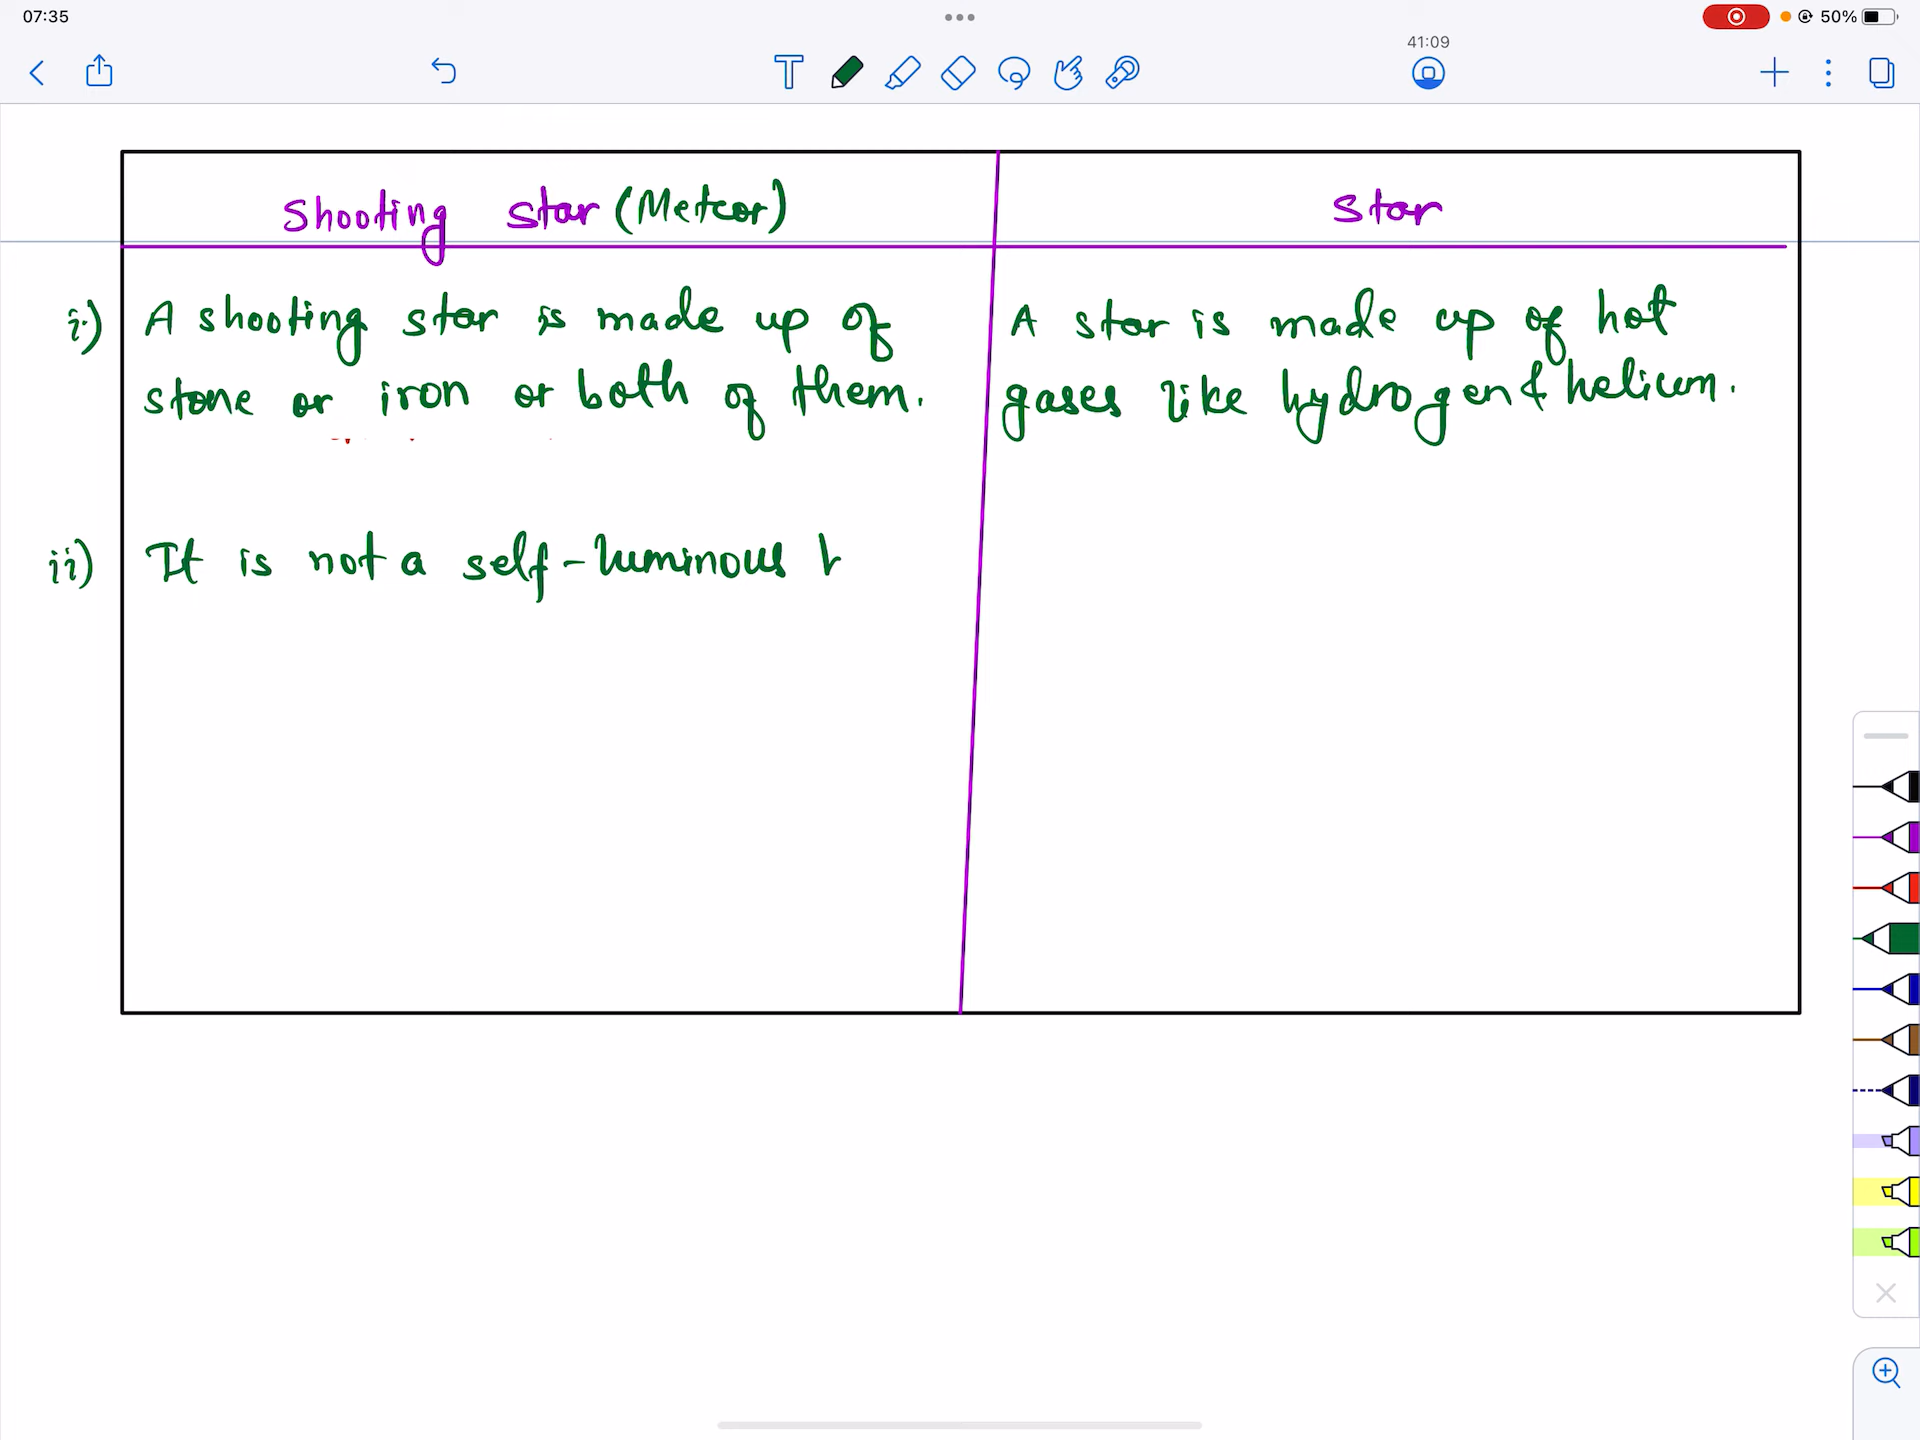 07:35
50%
41:09
Shooting Star (Meteor)
Star
i) A shooting star is made up of
stone or iron or both of them.
A star is made up of hot
gases like hydrogen & helium.
ii) It is not a self-luminous